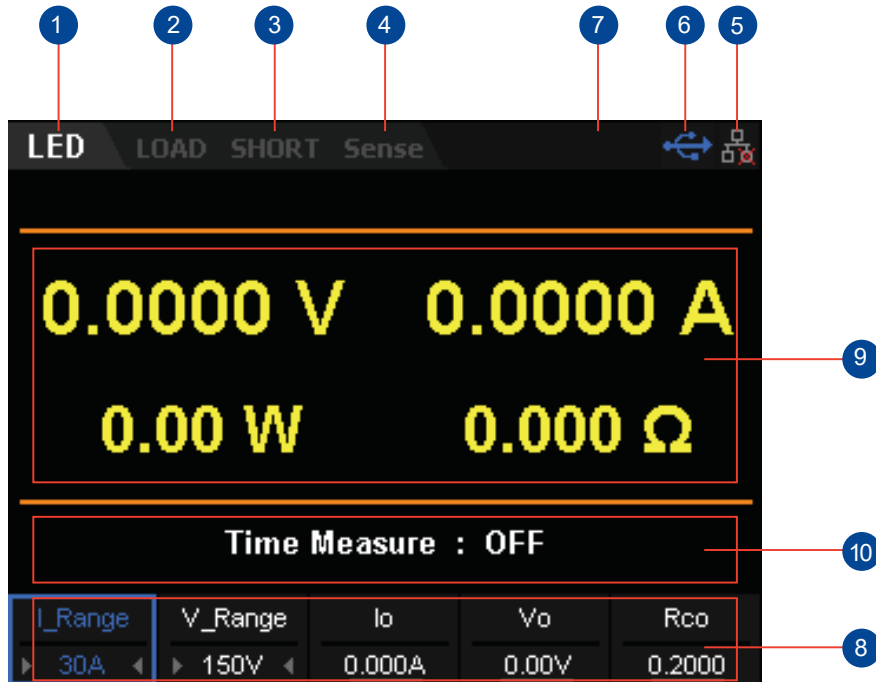 1 2 3 4 7 6 5
LED LOAD SHORT Sense
0.0000 V 0.0000 A
9
0.00 W 0.000 Ω
Time Measure : OFF
10
I_Range V_Range Io Vo Rco
8
30A 150V 0.000A 0.00V 0.2000